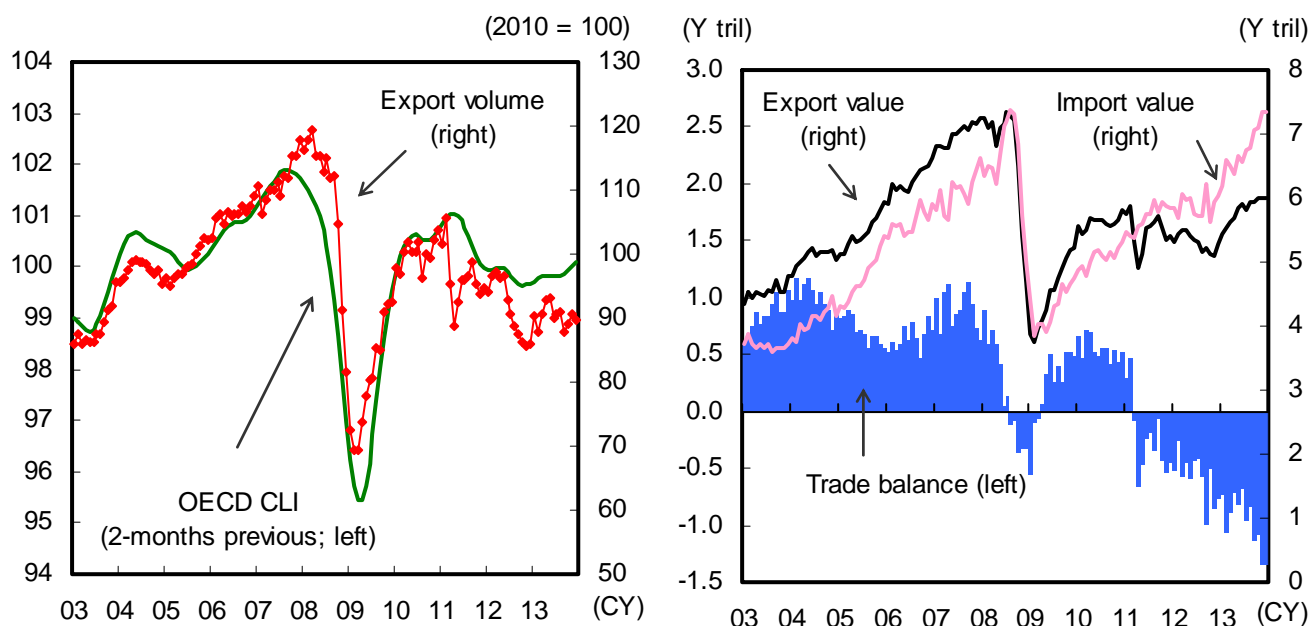 (2010 = 100)
104
103
102
101
100
99
98
97
96
95
94
130
120
110
100
90
80
70
60
50
Export volume
(right)
OECD CLI
(2-months previous; left)
03 04 05 06 07 08 09 10 11 12 13
(CY)
(Y tril)
(Y tril)
3.0
2.5
2.0
1.5
1.0
0.5
0.0
-0.5
-1.0
-1.5
8
7
6
5
4
3
2
1
0
Export value
(right)
Import value
(right)
Trade balance (left)
03 04 05 06 07 08 09 10 11 12 13
(CY)